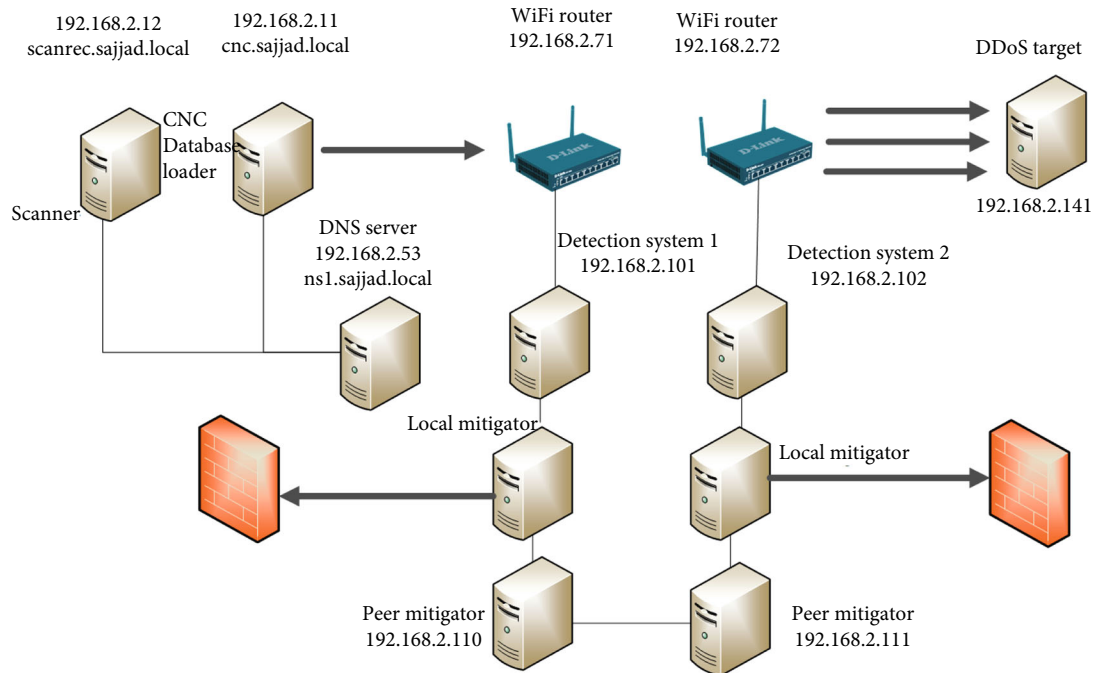 192.168.2.12
scanrec.sajjad.local
192.168.2.11
cnc.sajjad.local
WiFi router
192.168.2.71
WiFi router
192.168.2.72
DDoS target
CNC
Database
loader
Scanner
D-Link
D-Link
192.168.2.141
DNS server
192.168.2.53
ns1.sajjad.local
Detection system 1
192.168.2.101
Detection system 2
192.168.2.102
Local mitigator
Local mitigator
Peer mitigator
192.168.2.110
Peer mitigator
192.168.2.111